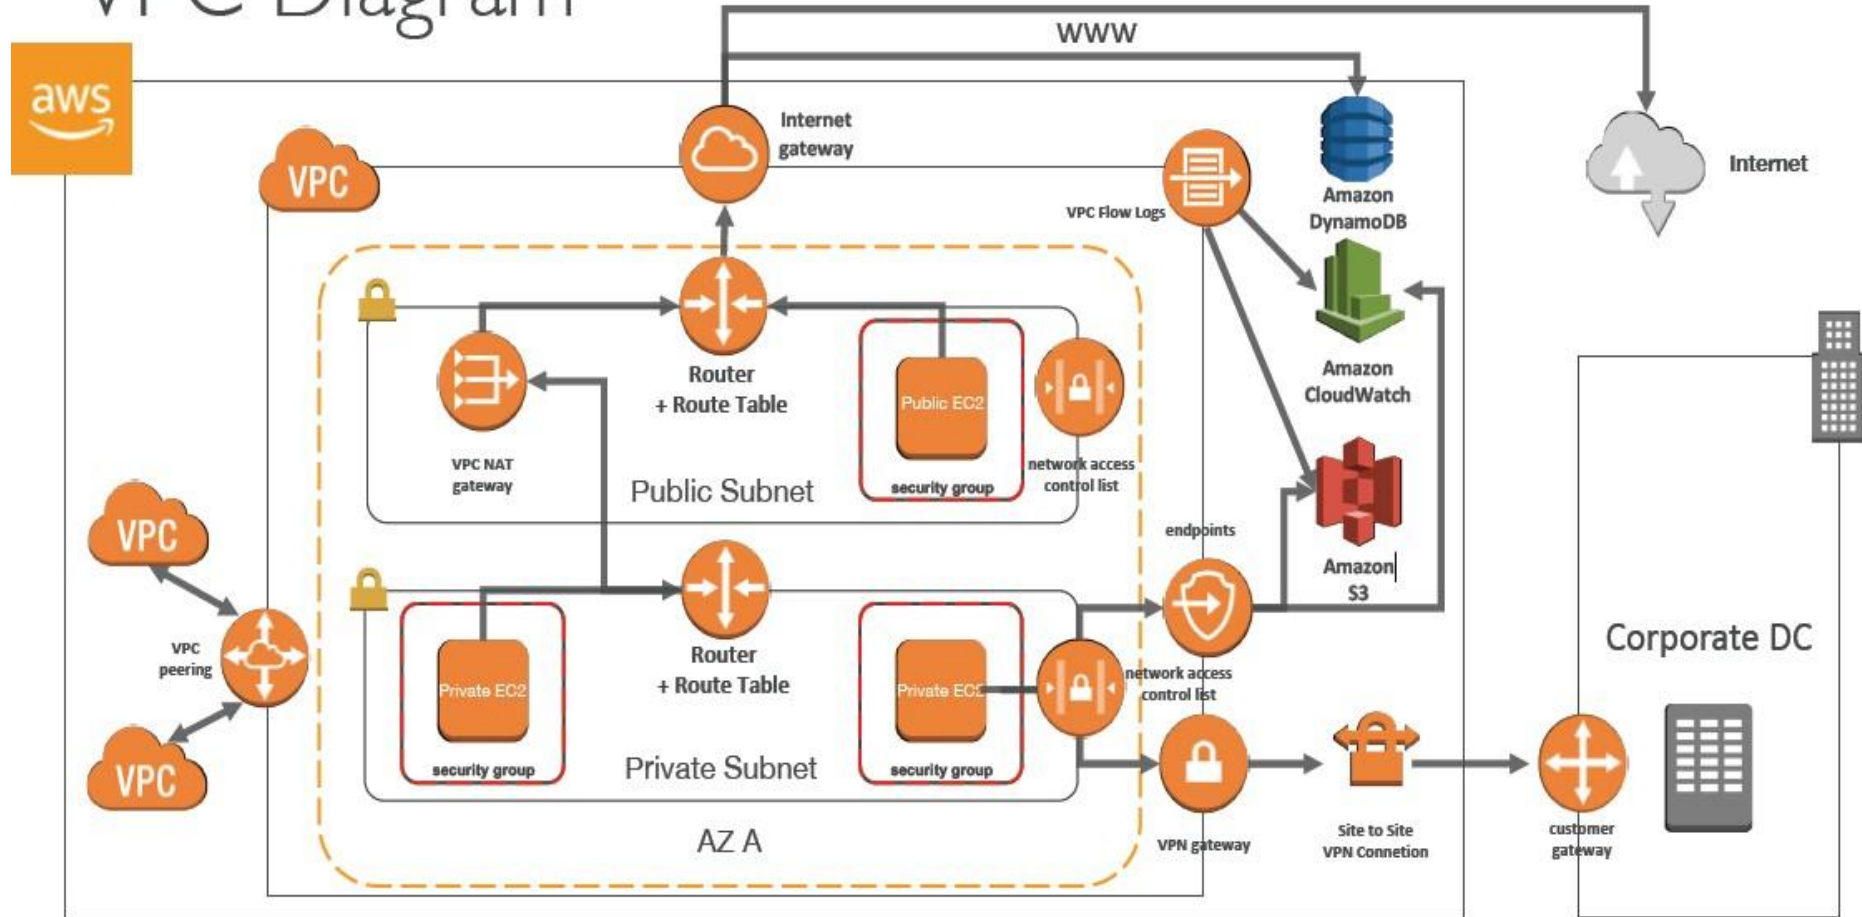 VPC Diagram
www
aws
Internet
gateway
VPC
Internet
Amazon
DynamoDB
VPC Flow Logs
Router
+ Route Table
Public EC2
Amazon
CloudWatch
VPC NAT
gateway
Public Subnet
security group
network access
control list
VPC
endpoints
Amazon
S3
VPC
peering
Router
+ Route Table
Private EC2
Private EC2
network access
control list
Corporate DC
VPC
security group
Private Subnet
security group
AZ A
VPN gateway
Site to Site
VPN Connetion
customer
gateway